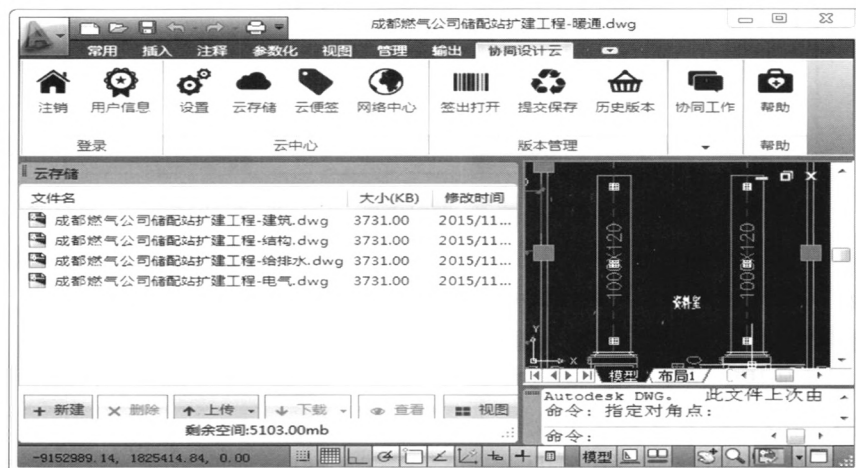 成都燃气公司储配站扩建工程-暖通.dwg
常用 插入 注释 参数化 视图 管理 输出 协同设计云
注销 用户信息 设置 云存储 云便签 网络中心 签出打开 提交保存 历史版本 协同工作 帮助
登录 云中心 版本管理 帮助
云存储
文件名 大小(KB) 修改时间
成都燃气公司储配站扩建工程-建筑.dwg 3731.00 2015/11...
成都燃气公司储配站扩建工程-结构.dwg 3731.00 2015/11...
成都燃气公司储配站扩建工程-给排水.dwg 3731.00 2015/11...
成都燃气公司储配站扩建工程-电气.dwg 3731.00 2015/11...
1000X120
1000X120
资料室
Y
X
模型 布局1
+ 新建 × 删除 上传 下载 查看 视图
剩余空间:5103.00mb
Autodesk DWG。 此文件上次由
命令: 指定对角点:
命令:
-9152989.14, 1825414.84, 0.00 模型